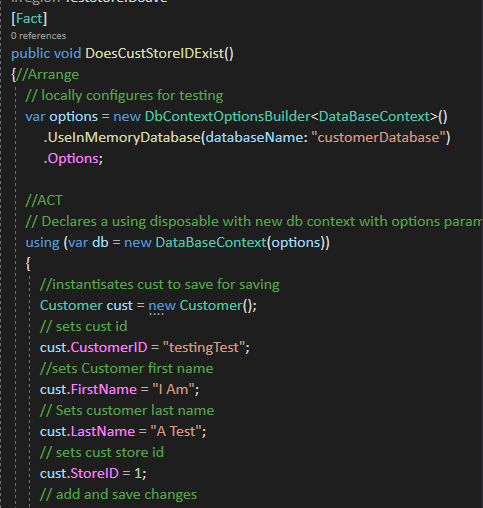 [Fact]
0 references
public void DoesCustStoreIDExist()
{//Arrange
// locally configures for testing
var options = new DbContextOptionsBuilder<DataBaseContext>()
.UseInMemoryDatabase(databaseName: "customerDatabase")
.Options;
//ACT
// Declares a using disposable with new db context with options param
using (var db = new DataBaseContext(options))
{
//instantisates cust to save for saving
Customer cust = new Customer();
// sets cust id
cust.CustomerID = "testingTest";
//sets Customer first name
cust.FirstName = "I Am";
// Sets customer last name
cust.LastName = "A Test";
// sets cust store id
cust.StoreID = 1;
// add and save changes